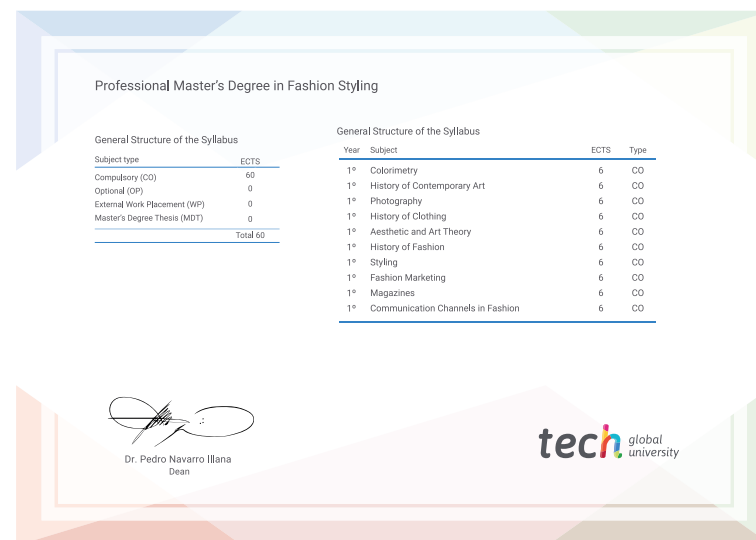 Professional Master's Degree in Fashion Styling
General Structure of the Syllabus
Subject type ECTS
Compulsory (CO) 60
Optional (OP) 0
External Work Placement (WP) 0
Master's Degree Thesis (MDT) 0
Total 60
General Structure of the Syllabus
Year Subject ECTS Type
1º Colorimetry 6 CO
1º History of Contemporary Art 6 CO
1º Photography 6 CO
1º History of Clothing 6 CO
1º Aesthetic and Art Theory 6 CO
1º History of Fashion 6 CO
1º Styling 6 CO
1º Fashion Marketing 6 CO
1º Magazines 6 CO
1º Communication Channels in Fashion 6 CO
Dr. Pedro Navarro Illana
Dean
tech global
university